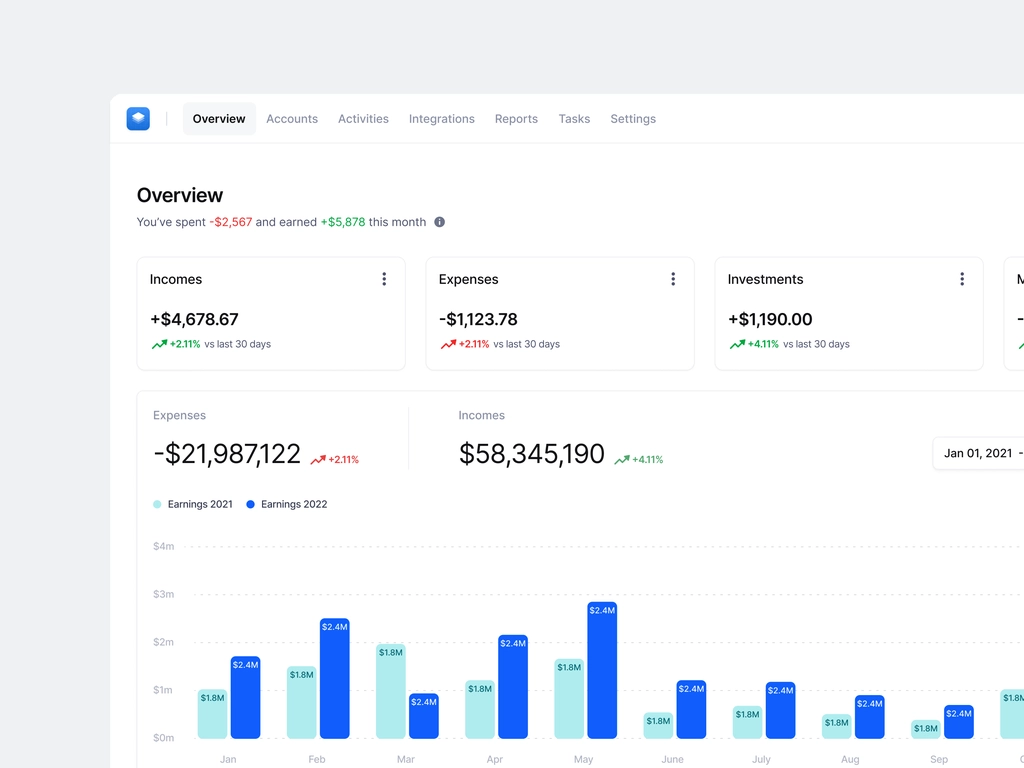 Overview Accounts Activities Integrations Reports Tasks Settings
Overview
You’ve spent -$2,567 and earned +$5,878 this month
Incomes
+$4,678.67
+2.11% vs last 30 days
Expenses
-$1,123.78
+2.11% vs last 30 days
Investments
+$1,190.00
+4.11% vs last 30 days
Expenses
-$21,987,122 +2.11%
Incomes
$58,345,190 +4.11%
Jan 01, 2021 -
Earnings 2021 Earnings 2022
$4m
$3m
$2m
$1m
$0m
$1.8M $2.4M
$1.8M $2.4M
$1.8M $2.4M
$1.8M $2.4M
$1.8M $2.4M
$1.8M $2.4M
$1.8M $2.4M
$1.8M $2.4M
$1.8M $2.4M
$1.8M
Jan Feb Mar Apr May June July Aug Sep